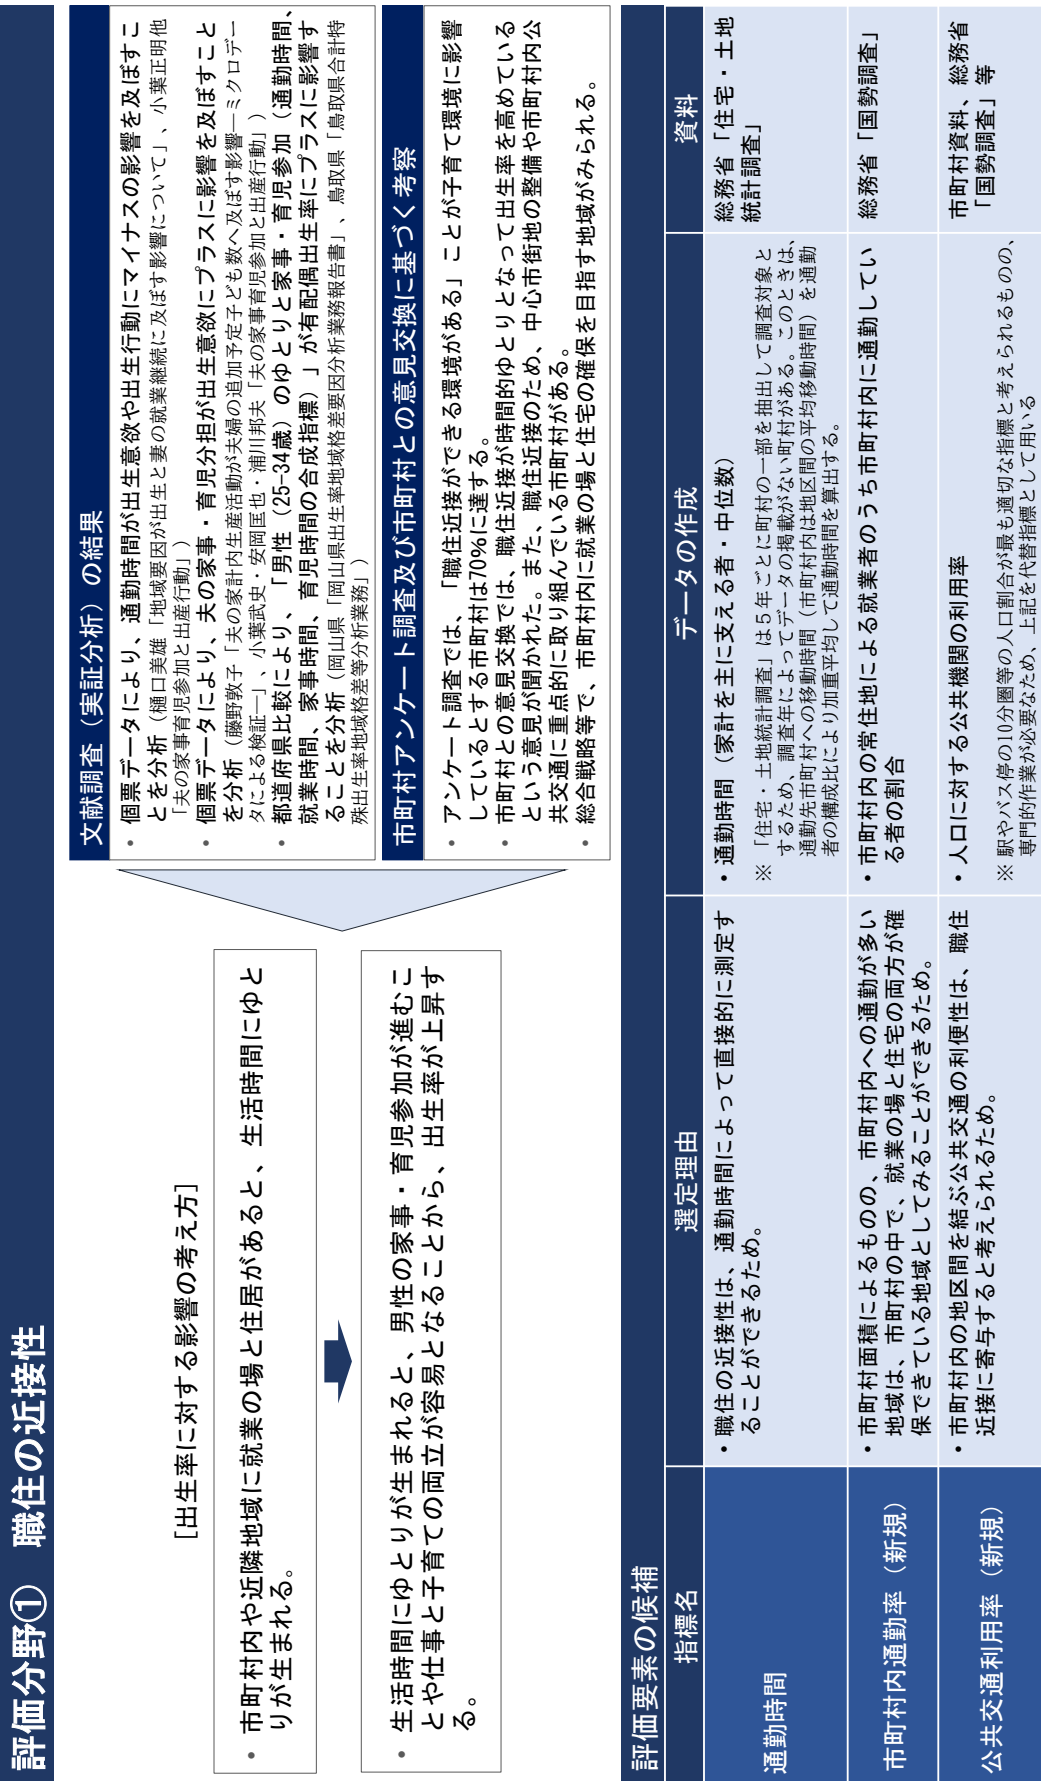 評価分野① 職住の近接性
[出生率に対する影響の考え方]
・ 市町村内や近隣地域に就業の場と住居があると、生活時間にゆと
りが生まれる。
・ 生活時間にゆとりが生まれると、男性の家事・育児参加が進むこ
とや仕事と子育ての両立が容易となることから、出生率が上昇す
る。
文献調査（実証分析）の結果
・ 個票データにより、通勤時間が出生意欲や出生行動にマイナスの影響を及ぼすこ
とを分析（樋口美雄「地域要因が出生と妻の就業継続に及ぼす影響について」、小葉正明他
「夫の家事育児参加と出産行動」）
・ 個票データにより、夫の家事・育児分担が出生意欲にプラスに影響を及ぼすこと
を分析（藤野敦子「夫の家計内生産活動が夫婦の追加予定子ども数へ及ぼす影響―ミクロデー
タによる検証―」、小葉武史・安岡匡也・浦川邦夫「夫の家事育児参加と出産行動」）
・ 都道府県比較により、「男性（25-34歳）のゆとりと家事・育児参加（通勤時間、
就業時間、家事時間、育児時間の合成指標）」が有配偶出生率にプラスに影響す
ることを分析（岡山県「岡山県出生率地域格差要因分析業務報告書」、鳥取県「鳥取県合計特
殊出生率地域格差等分析業務」）
市町村アンケート調査及び市町村との意見交換に基づく考察
・ アンケート調査では、「職住近接ができる環境がある」ことが子育て環境に影響
しているとする市町村は70%に達する。
・ 市町村との意見交換では、職住近接が時間的ゆとりとなって出生率を高めている
という意見が聞かれた。また、職住近接のため、中心市街地の整備や市町村内公
共交通に重点的に取り組んでいる市町村がある。
・ 総合戦略等で、市町村内に就業の場と住宅の確保を目指す地域がみられる。
評価要素の候補
指標名 選定理由 データの作成 資料
通勤時間
・職住の近接性は、通勤時間によって直接的に測定す
ることができるため。
・通勤時間（家計を主に支える者・中位数）
※「住宅・土地統計調査」は５年ごとに町村の一部を抽出して調査対象と
するため、調査年によってデータの掲載がない町村がある。このときは、
通勤先市町村への移動時間（市町村内は地区間の平均移動時間）を通勤
者の構成比により加重平均して通勤時間を算出する。
総務省「住宅・土地
統計調査」
市町村内通勤率（新規）
・市町村面積によるものの、市町村内への通勤が多い
地域は、市町村の中で、就業の場と住宅の両方が確
保できている地域としてみることができるため。
・市町村内の常住地による就業者のうち市町村内に通勤してい
る者の割合
総務省「国勢調査」
公共交通利用率（新規）
・市町村内の地区間を結ぶ公共交通の利便性は、職住
近接に寄与すると考えられるため。
・人口に対する公共機関の利用率
※ 駅やバス停の10分圏等の人口割合が最も適切な指標と考えられるものの、
専門的作業が必要なため、上記を代替指標として用いる
市町村資料、総務省
「国勢調査」等